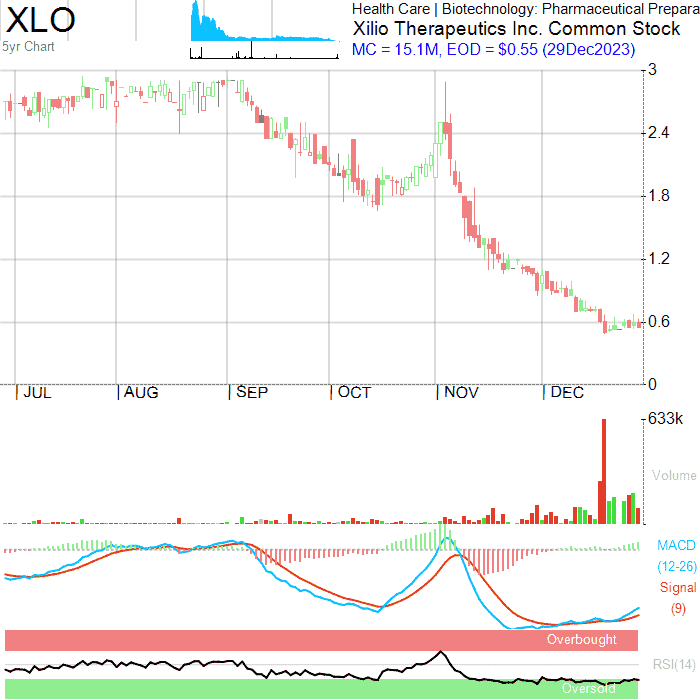 XLO
5yr Chart
Health Care | Biotechnology: Pharmaceutical Prepara
Xilio Therapeutics Inc. Common Stock
MC = 15.1M, EOD = $0.55 (29Dec2023)
3
2.4
1.8
1.2
0.6
0
JUL AUG SEP OCT NOV DEC
633k
Volume
MACD
(12-26)
Signal
(9)
Overbought
RSI(14)
Oversold